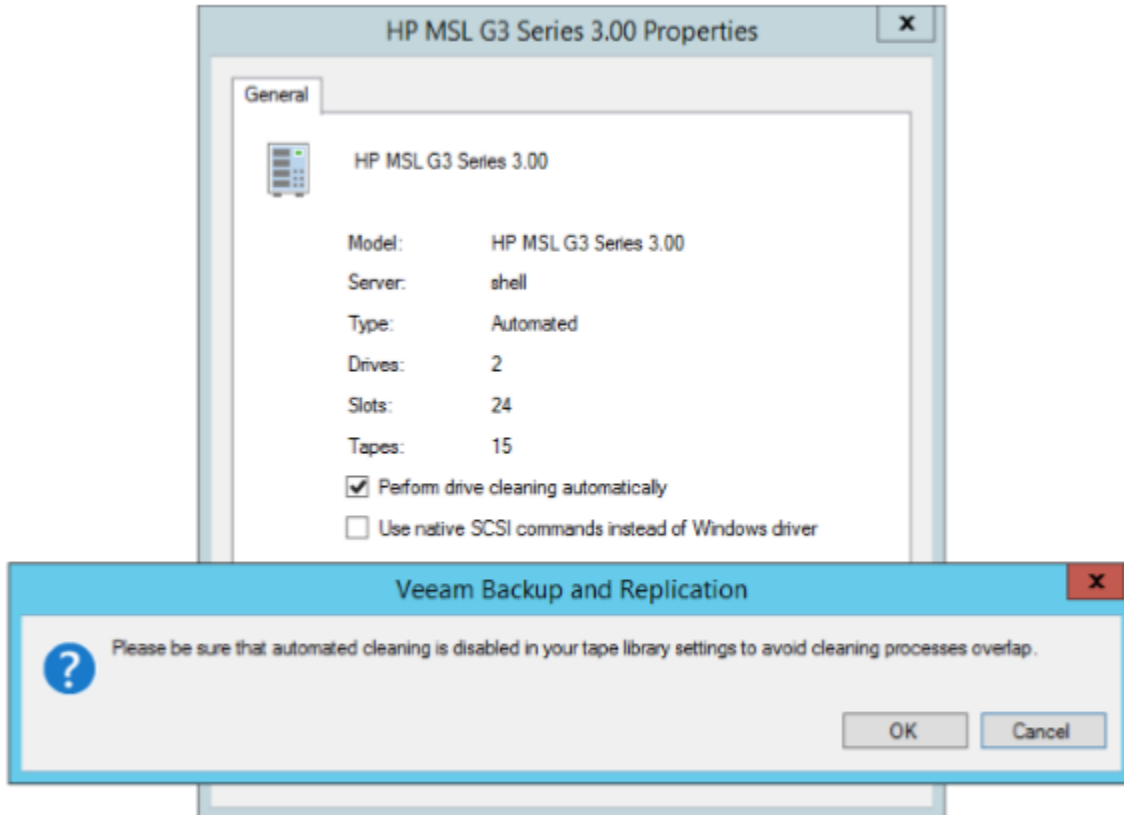 HP MSL G3 Series 3.00 Properties
x
General
HP MSL G3 Series 3.00
Model: HP MSL G3 Series 3.00
Server: shell
Type: Automated
Drives: 2
Slots: 24
Tapes: 15
Perform drive cleaning automatically
Use native SCSI commands instead of Windows driver
Veeam Backup and Replication
x
?
Please be sure that automated cleaning is disabled in your tape library settings to avoid cleaning processes overlap.
OK Cancel